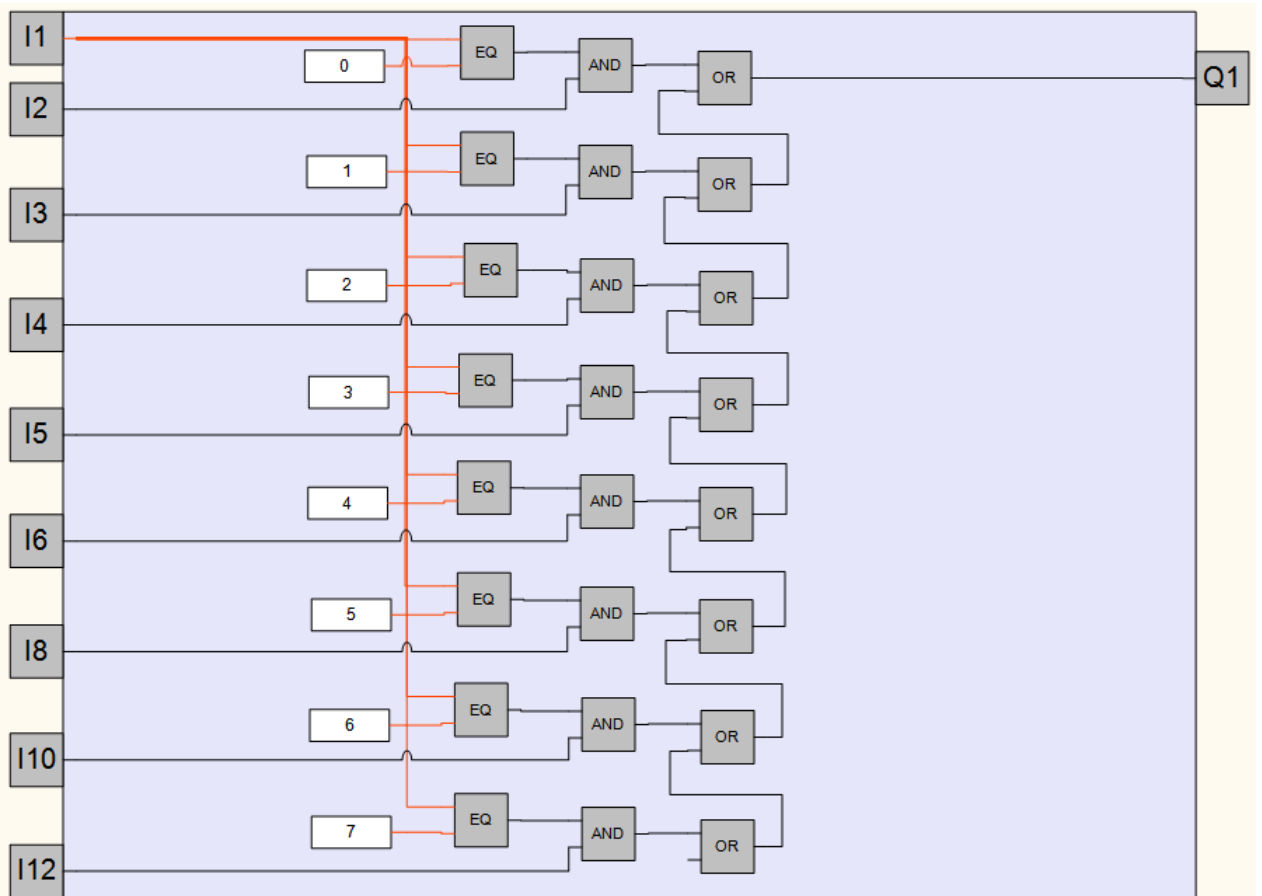 I1
EQ
0
AND
OR
Q1
I2
EQ
1
AND
OR
I3
EQ
2
AND
OR
I4
EQ
3
AND
OR
I5
EQ
4
AND
OR
I6
EQ
5
AND
OR
I8
EQ
6
AND
OR
I10
EQ
7
AND
OR
I12